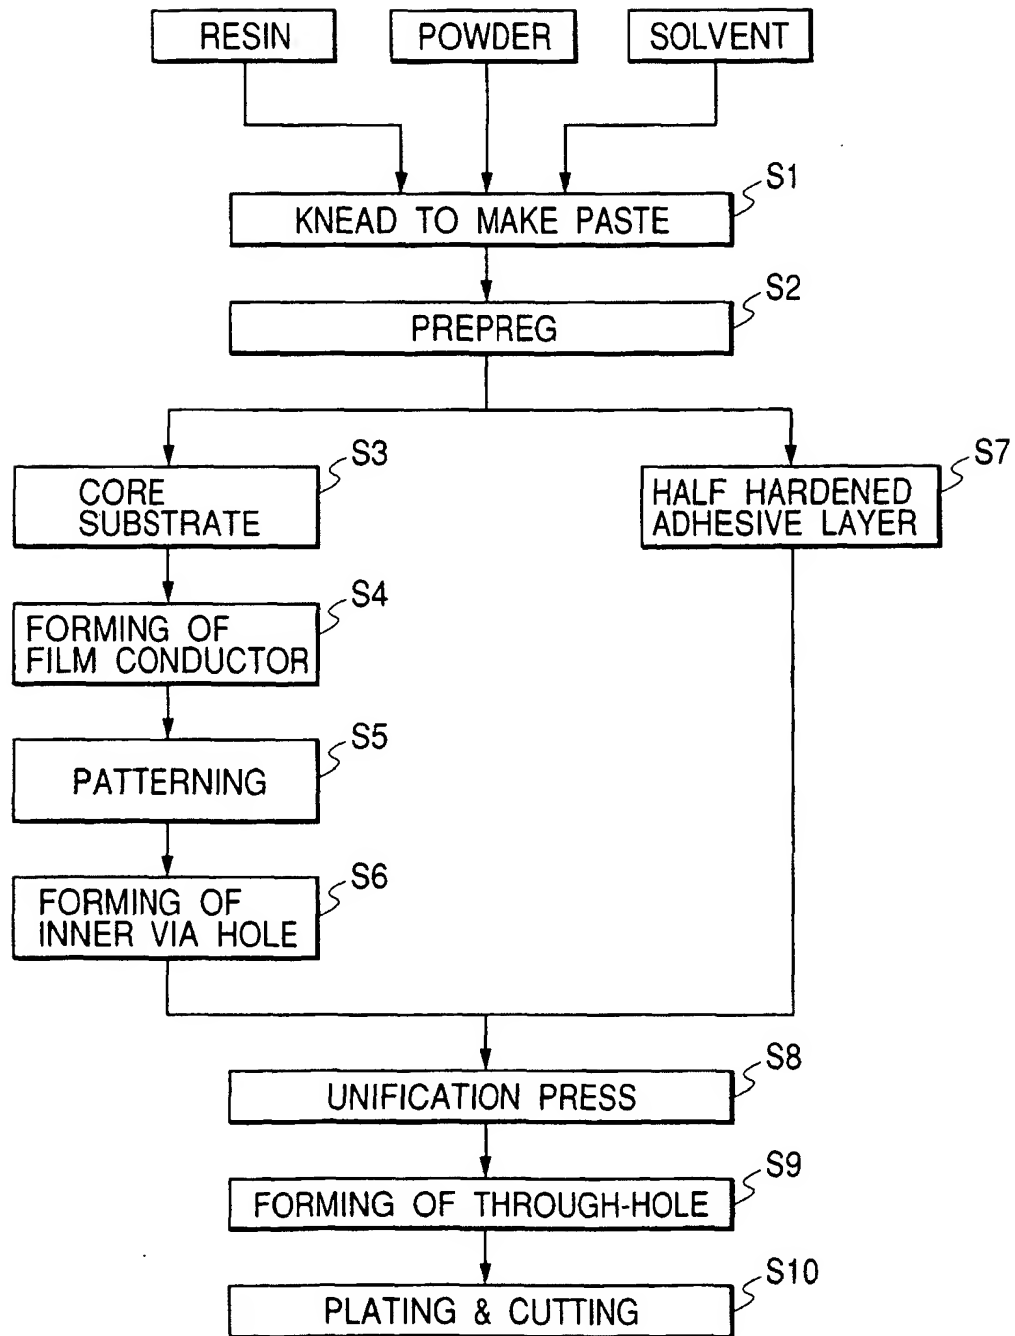 RESIN
POWDER
SOLVENT
S1
KNEAD TO MAKE PASTE
S2
PREPREG
S3
CORE
SUBSTRATE
S7
HALF HARDENED
ADHESIVE LAYER
S4
FORMING OF
FILM CONDUCTOR
S5
PATTERNING
S6
FORMING OF
INNER VIA HOLE
S8
UNIFICATION PRESS
S9
FORMING OF THROUGH-HOLE
S10
PLATING & CUTTING